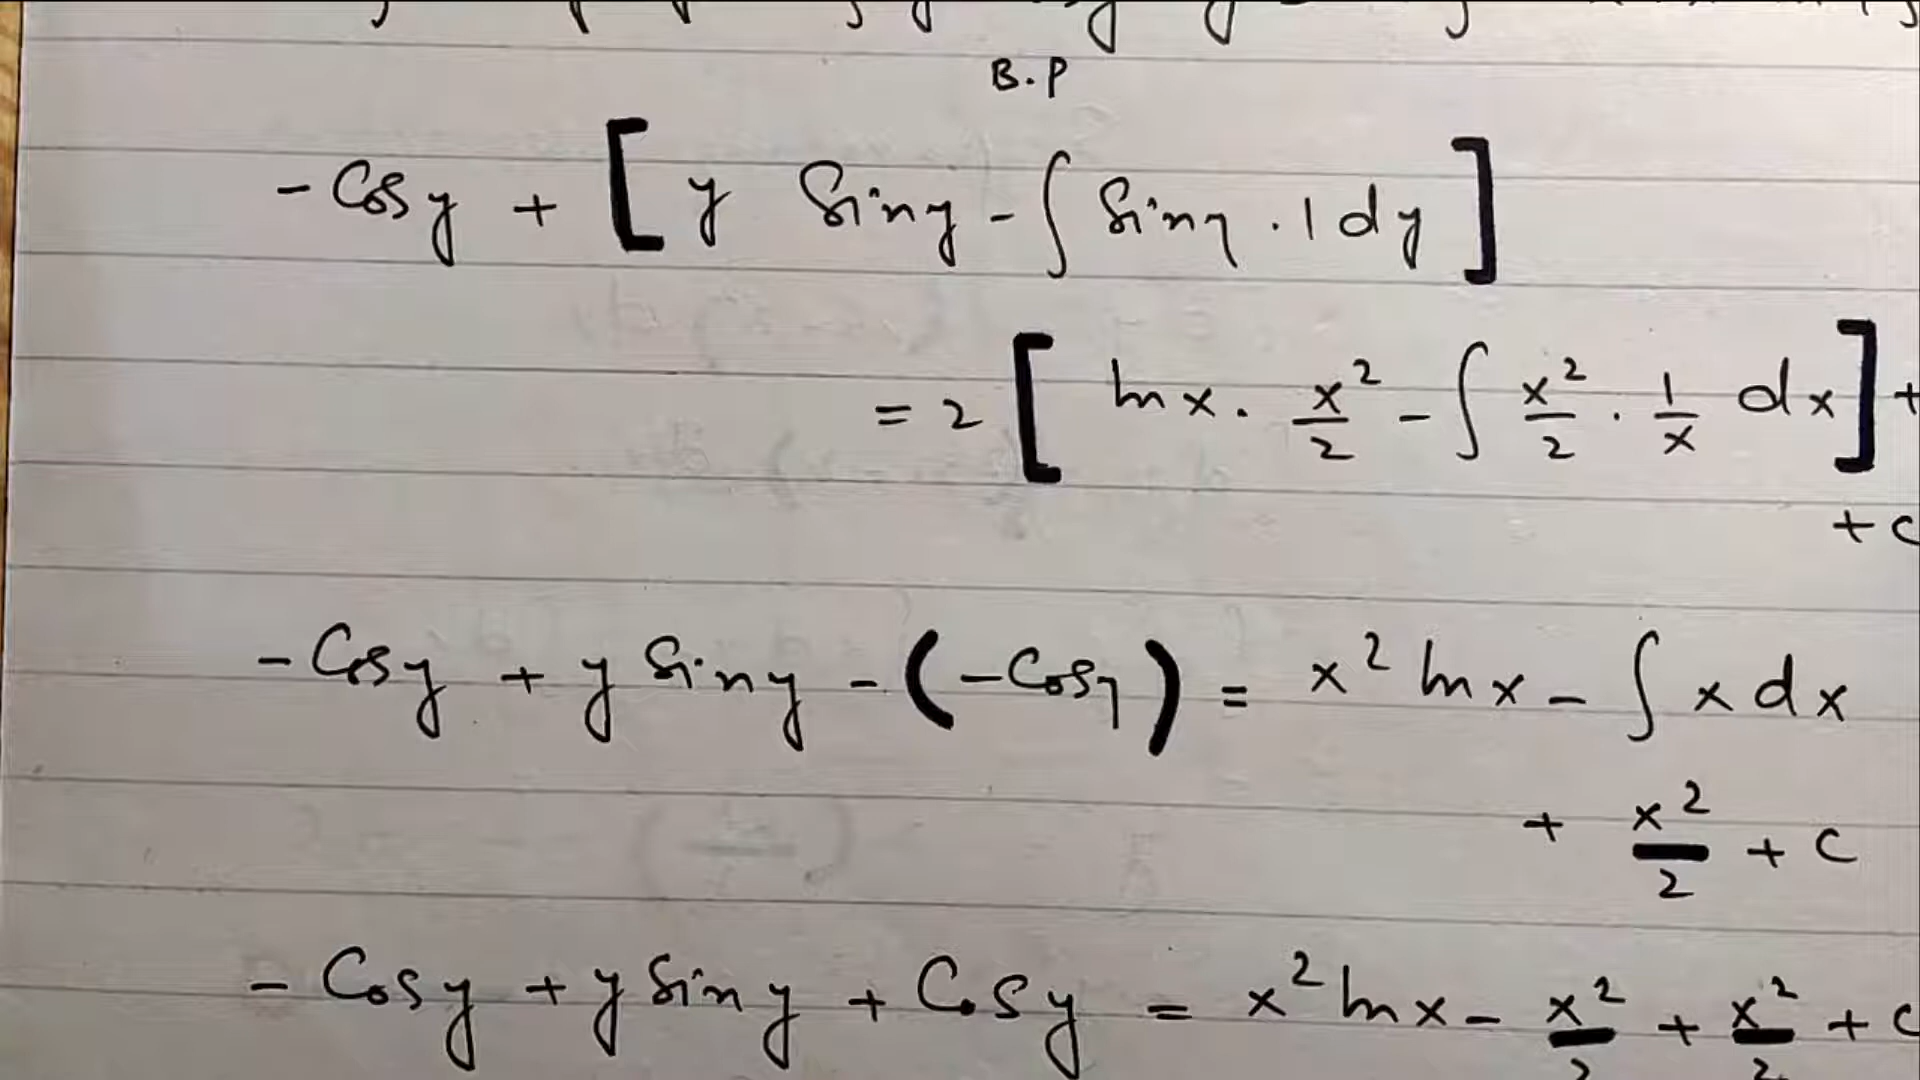 B.P
- Cos y + [ y Sin y - ∫ Sin y . 1 dy ]
= 2 [ ln x . x²/2 - ∫ x²/2 . 1/x dx ] +
+ c
- Cos y + y Sin y - ( - Cos y ) = x² ln x - ∫ x dx
+ x²/2 + C
- Cos y + y Sin y + Cos y = x² ln x - x²/2 + x²/2 + C